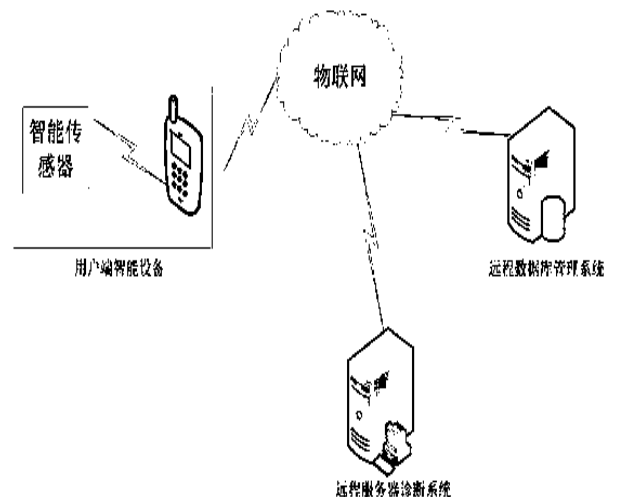 物联网
智能传
感器
用户端智能设备
远程数据库管理系统
远程服务器诊断系统